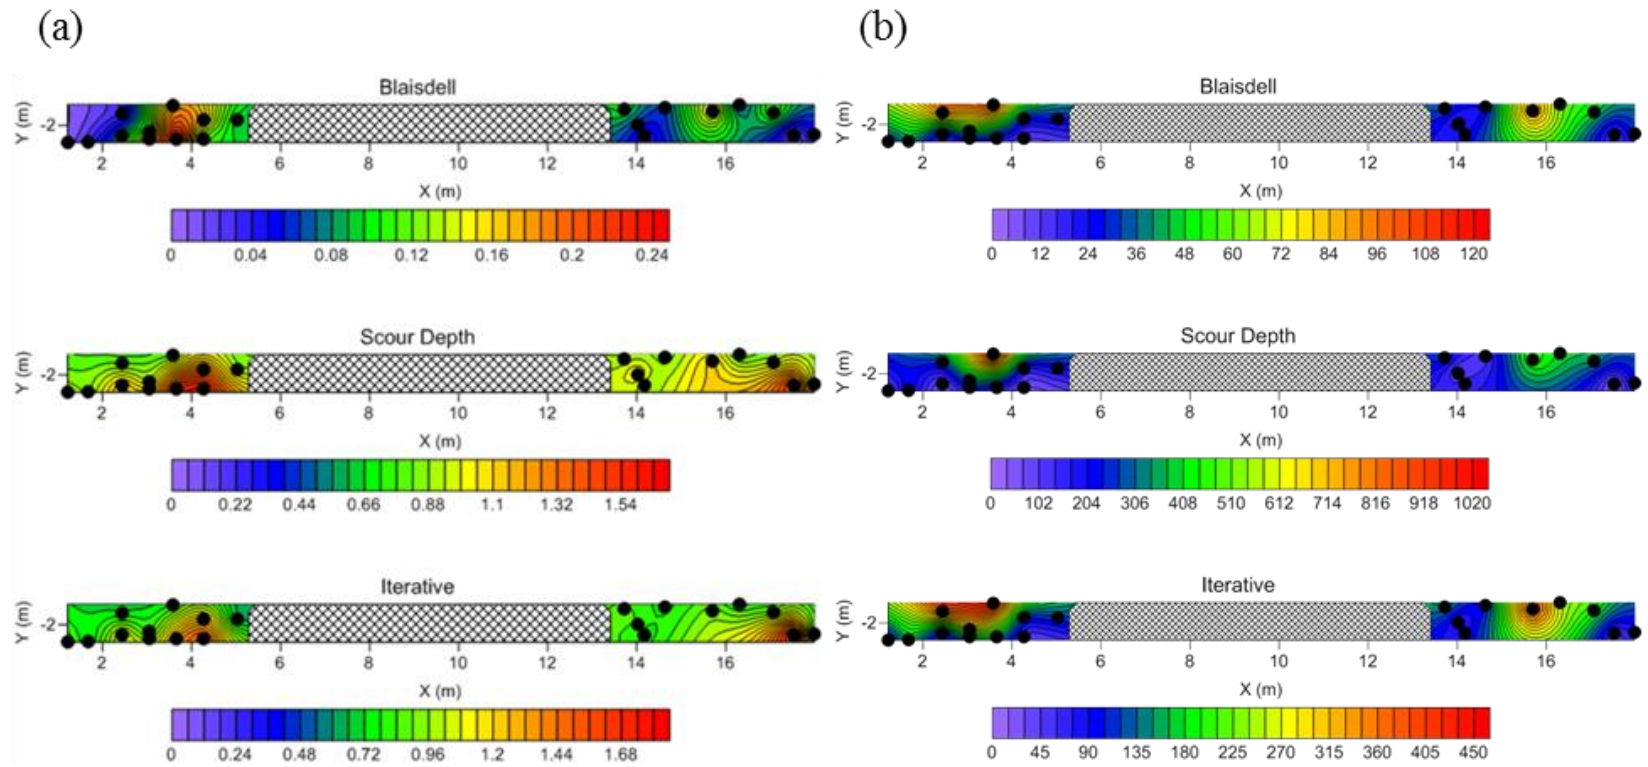 (a)
Blaisdell
Y (m)
-2
2 4 6 8 10 12 14 16
X (m)
0 0.04 0.08 0.12 0.16 0.2 0.24
Scour Depth
Y (m)
-2
2 4 6 8 10 12 14 16
X (m)
0 0.22 0.44 0.66 0.88 1.1 1.32 1.54
Iterative
Y (m)
-2
2 4 6 8 10 12 14 16
X (m)
0 0.24 0.48 0.72 0.96 1.2 1.44 1.68
(b)
Blaisdell
Y (m)
-2
2 4 6 8 10 12 14 16
X (m)
0 12 24 36 48 60 72 84 96 108 120
Scour Depth
Y (m)
-2
2 4 6 8 10 12 14 16
X (m)
0 102 204 306 408 510 612 714 816 918 1020
Iterative
Y (m)
-2
2 4 6 8 10 12 14 16
X (m)
0 45 90 135 180 225 270 315 360 405 450